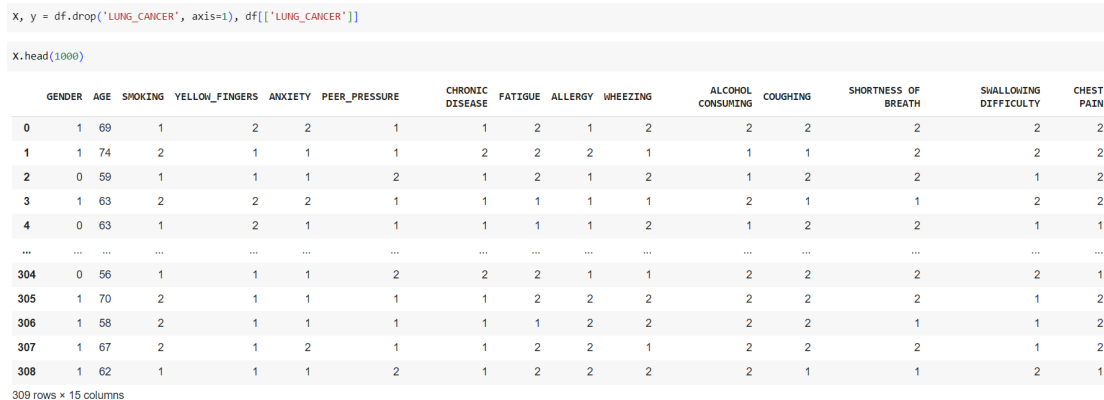 X, y = df.drop('LUNG_CANCER', axis=1), df[['LUNG_CANCER']]
X.head(1000)
GENDER AGE SMOKING YELLOW_FINGERS ANXIETY PEER_PRESSURE CHRONIC DISEASE FATIGUE ALLERGY WHEEZING ALCOHOL CONSUMING COUGHING SHORTNESS OF BREATH SWALLOWING DIFFICULTY CHEST PAIN
0 1 69 1 2 2 1 1 2 1 2 2 2 2 2 2
1 1 74 2 1 1 1 2 2 2 1 1 1 2 2 2
2 0 59 1 1 1 2 1 2 1 2 1 2 2 1 2
3 1 63 2 2 2 1 1 1 1 1 2 1 1 2 2
4 0 63 1 2 1 1 1 1 1 2 1 2 2 1 1
... ... ... ... ... ... ... ... ... ... ... ... ... ... ... ...
304 0 56 1 1 1 2 2 2 1 1 2 2 2 2 1
305 1 70 2 1 1 1 1 2 2 2 2 2 2 1 2
306 1 58 2 1 1 1 1 1 2 2 2 2 1 1 2
307 1 67 2 1 2 1 1 2 2 1 2 2 2 1 2
308 1 62 1 1 1 2 1 2 2 2 2 1 1 2 1
309 rows × 15 columns